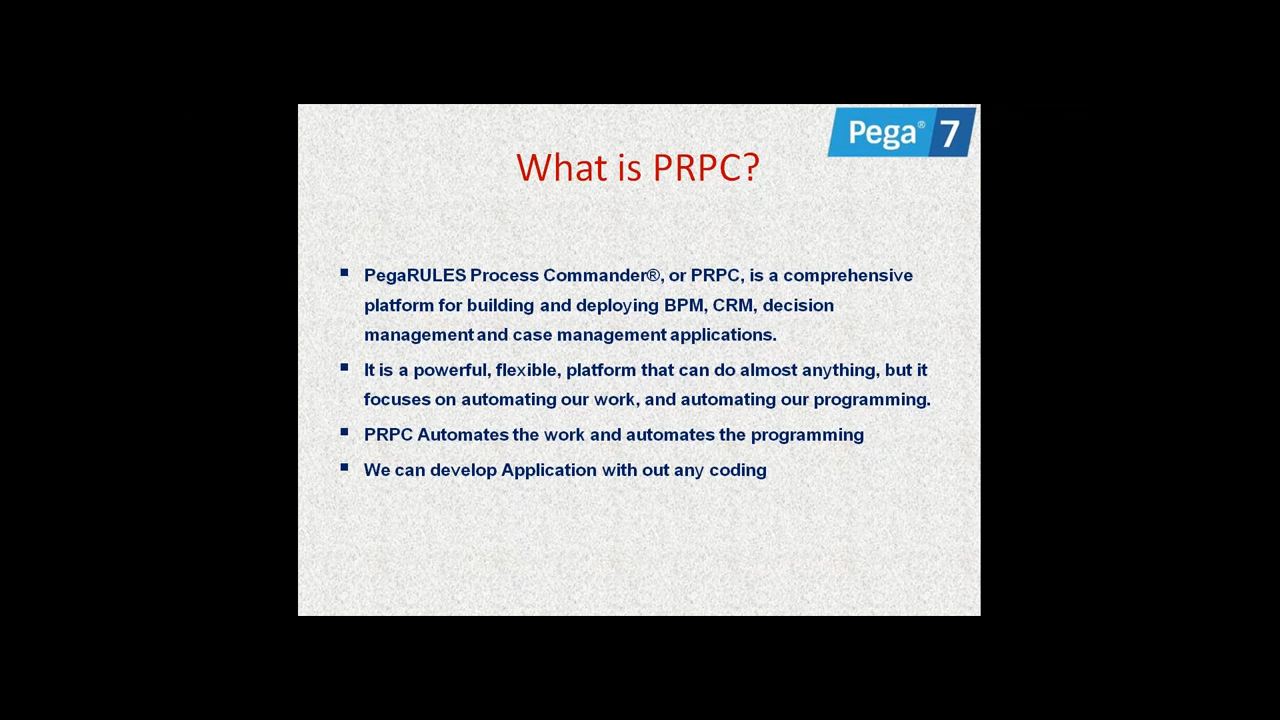 Pega® 7
What is PRPC?
▪ PegaRULES Process Commander®, or PRPC, is a comprehensive
platform for building and deploying BPM, CRM, decision
management and case management applications.
▪ It is a powerful, flexible, platform that can do almost anything, but it
focuses on automating our work, and automating our programming.
▪ PRPC Automates the work and automates the programming
▪ We can develop Application with out any coding